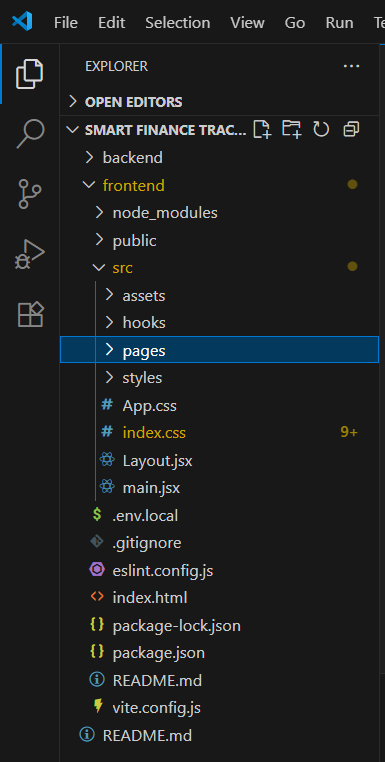 File Edit Selection View Go Run
EXPLORER
OPEN EDITORS
SMART FINANCE TRAC...
backend
frontend
node_modules
public
src
assets
hooks
pages
styles
# App.css
# index.css 9+
Layout.jsx
main.jsx
$ .env.local
.gitignore
eslint.config.js
<> index.html
{} package-lock.json
{} package.json
README.md
vite.config.js
README.md